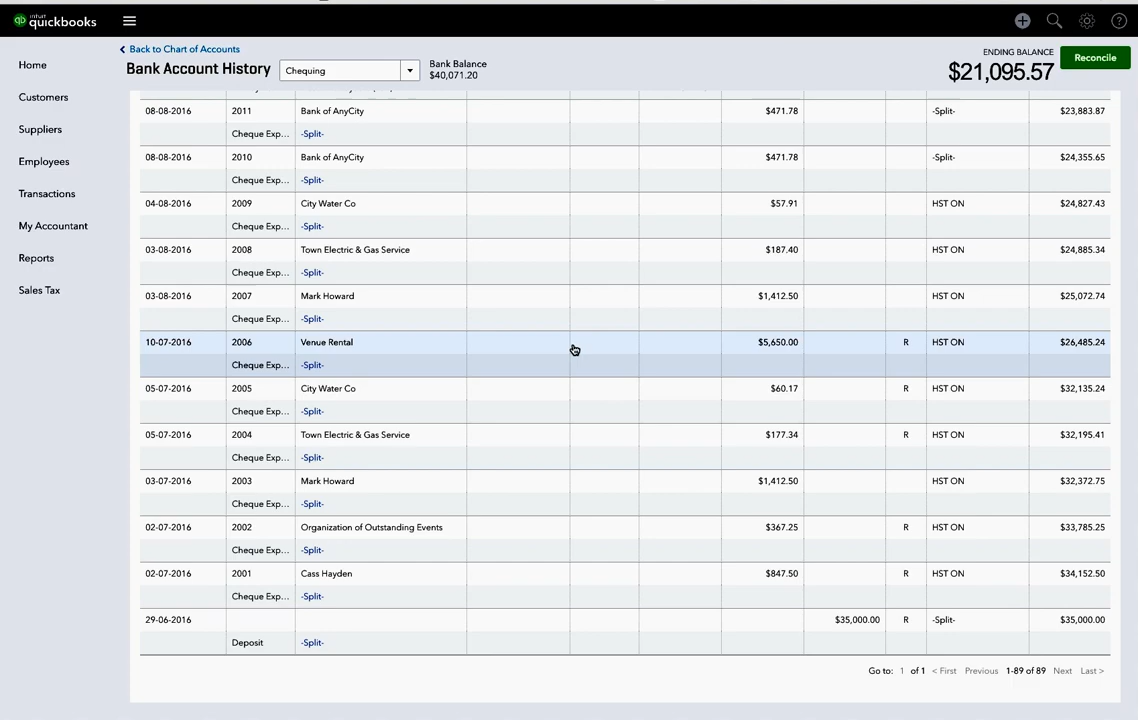 intuit quickbooks
Back to Chart of Accounts
Bank Account History Chequing Bank Balance $40,071.20
ENDING BALANCE $21,095.57 Reconcile
Home
Customers
Suppliers
Employees
Transactions
My Accountant
Reports
Sales Tax
08-08-2016 2011 Bank of AnyCity $471.78 -Split- $23,883.87
Cheque Exp... -Split-
08-08-2016 2010 Bank of AnyCity $471.78 -Split- $24,355.65
Cheque Exp... -Split-
04-08-2016 2009 City Water Co $57.91 HST ON $24,827.43
Cheque Exp... -Split-
03-08-2016 2008 Town Electric & Gas Service $187.40 HST ON $24,885.34
Cheque Exp... -Split-
03-08-2016 2007 Mark Howard $1,412.50 HST ON $25,072.74
Cheque Exp... -Split-
10-07-2016 2006 Venue Rental $5,650.00 R HST ON $26,485.24
Cheque Exp... -Split-
05-07-2016 2005 City Water Co $60.17 R HST ON $32,135.24
Cheque Exp... -Split-
05-07-2016 2004 Town Electric & Gas Service $177.34 R HST ON $32,195.41
Cheque Exp... -Split-
03-07-2016 2003 Mark Howard $1,412.50 HST ON $32,372.75
Cheque Exp... -Split-
02-07-2016 2002 Organization of Outstanding Events $367.25 R HST ON $33,785.25
Cheque Exp... -Split-
02-07-2016 2001 Cass Hayden $847.50 R HST ON $34,152.50
Cheque Exp... -Split-
29-06-2016 $35,000.00 R -Split- $35,000.00
Deposit -Split-
Go to: 1 of 1 < First Previous 1-89 of 89 Next Last >